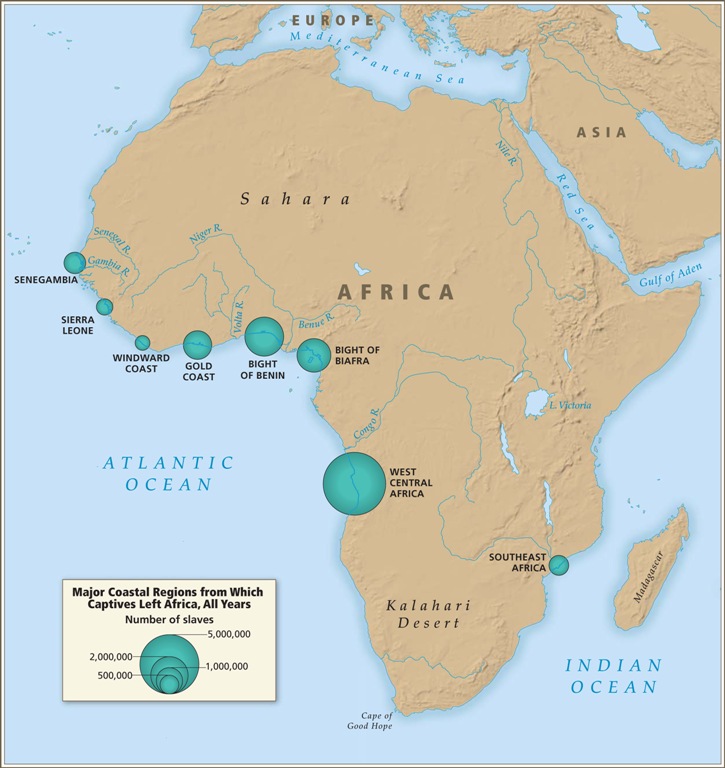 EUROPE
Mediterranean Sea
ASIA
Nile R.
Sahara
Red Sea
Senegal R.
Niger R.
Gambia R.
SENEGAMBIA
Gulf of Aden
AFRICA
SIERRA
LEONE
Volta R.
Benue R.
WINDWARD
COAST
GOLD
COAST
BIGHT
OF BENIN
BIGHT OF
BIAFRA
L. Victoria
Congo R.
ATLANTIC
OCEAN
WEST
CENTRAL
AFRICA
SOUTHEAST
AFRICA
Madagascar
Kalahari
Desert
INDIAN
OCEAN
Cape of
Good Hope
Major Coastal Regions from Which
Captives Left Africa, All Years
Number of slaves
5,000,000
2,000,000
1,000,000
500,000